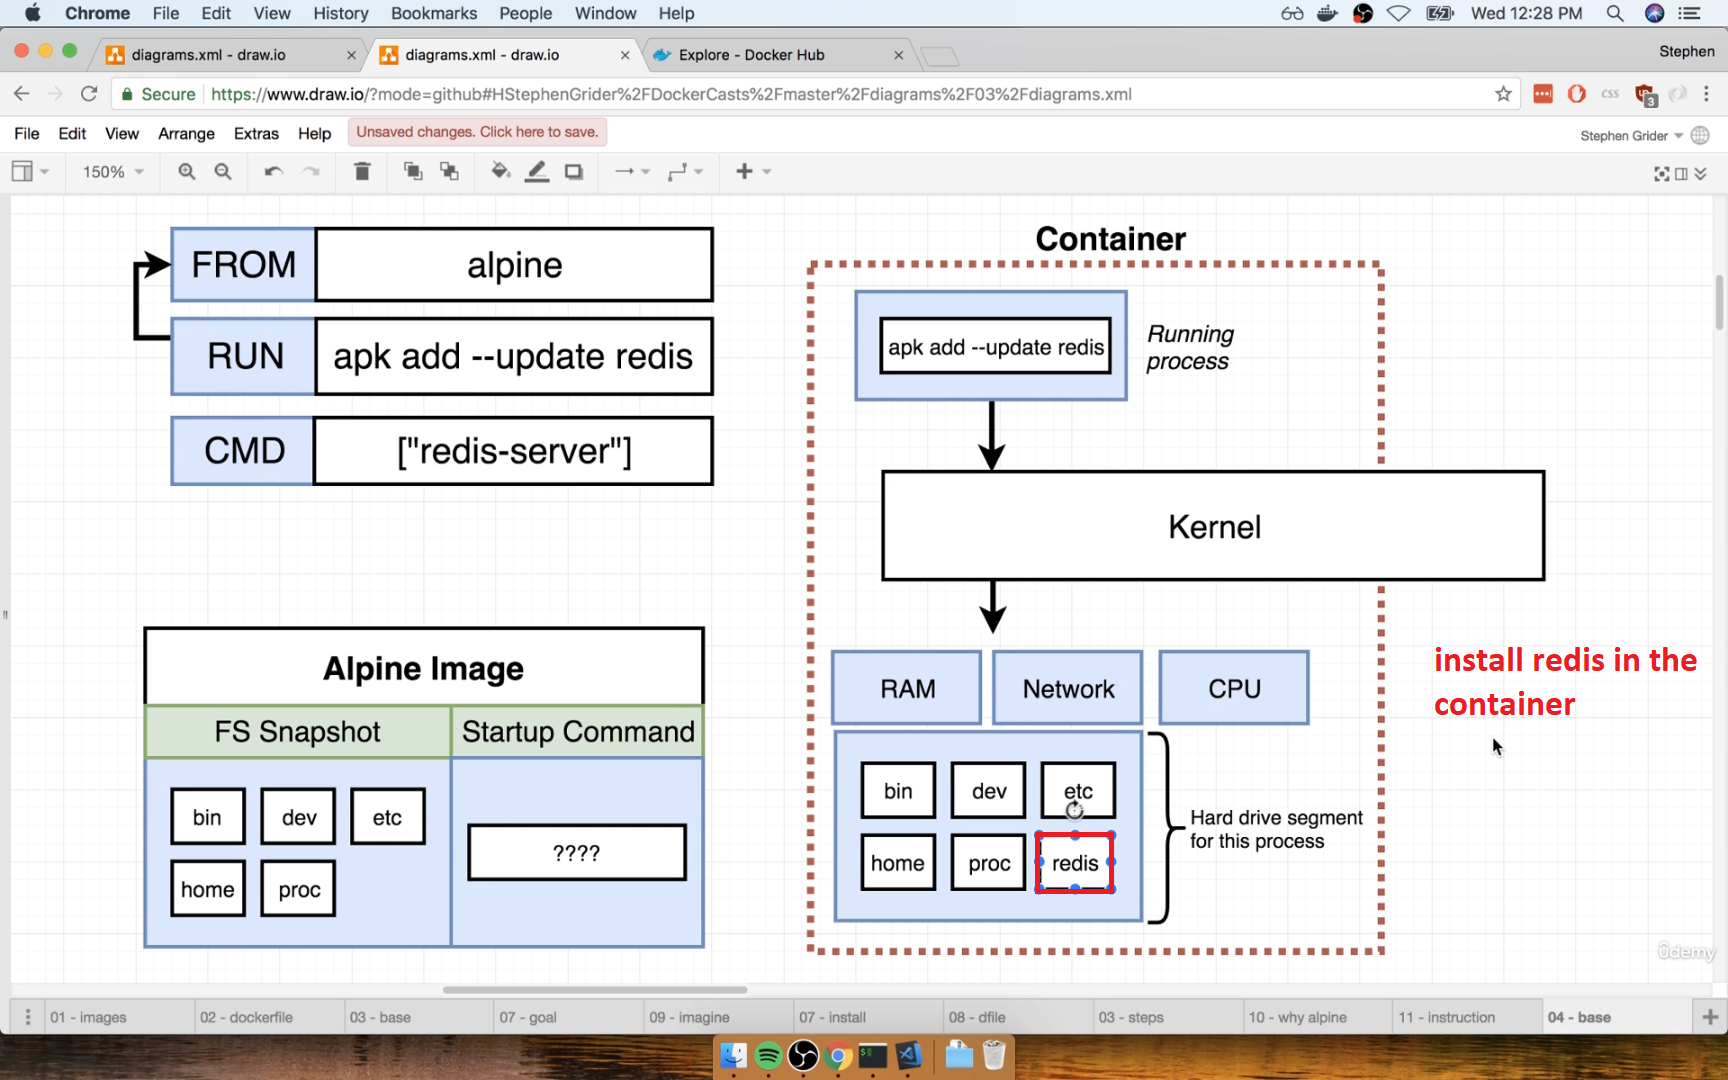 Chrome File Edit View History Bookmarks People Window Help Wed 12:28 PM
diagrams.xml - draw.io diagrams.xml - draw.io Explore - Docker Hub Stephen
Secure https://www.draw.io/?mode=github#HStephenGrider%2FDockerCasts%2Fmaster%2Fdiagrams%2F03%2Fdiagrams.xml css 3
File Edit View Arrange Extras Help Unsaved changes. Click here to save. Stephen Grider
150%
FROM alpine
RUN apk add --update redis
CMD ["redis-server"]
Alpine Image
FS Snapshot Startup Command
bin dev etc
home proc
????
Container
apk add --update redis
Running
process
Kernel
RAM Network CPU
bin dev etc
home proc redis
Hard drive segment
for this process
install redis in the
container
ûdemy
01 - images 02 - dockerfile 03 - base 07 - goal 09 - imagine 07 - install 08 - dfile 03 - steps 10 - why alpine 11 - instruction 04 - base